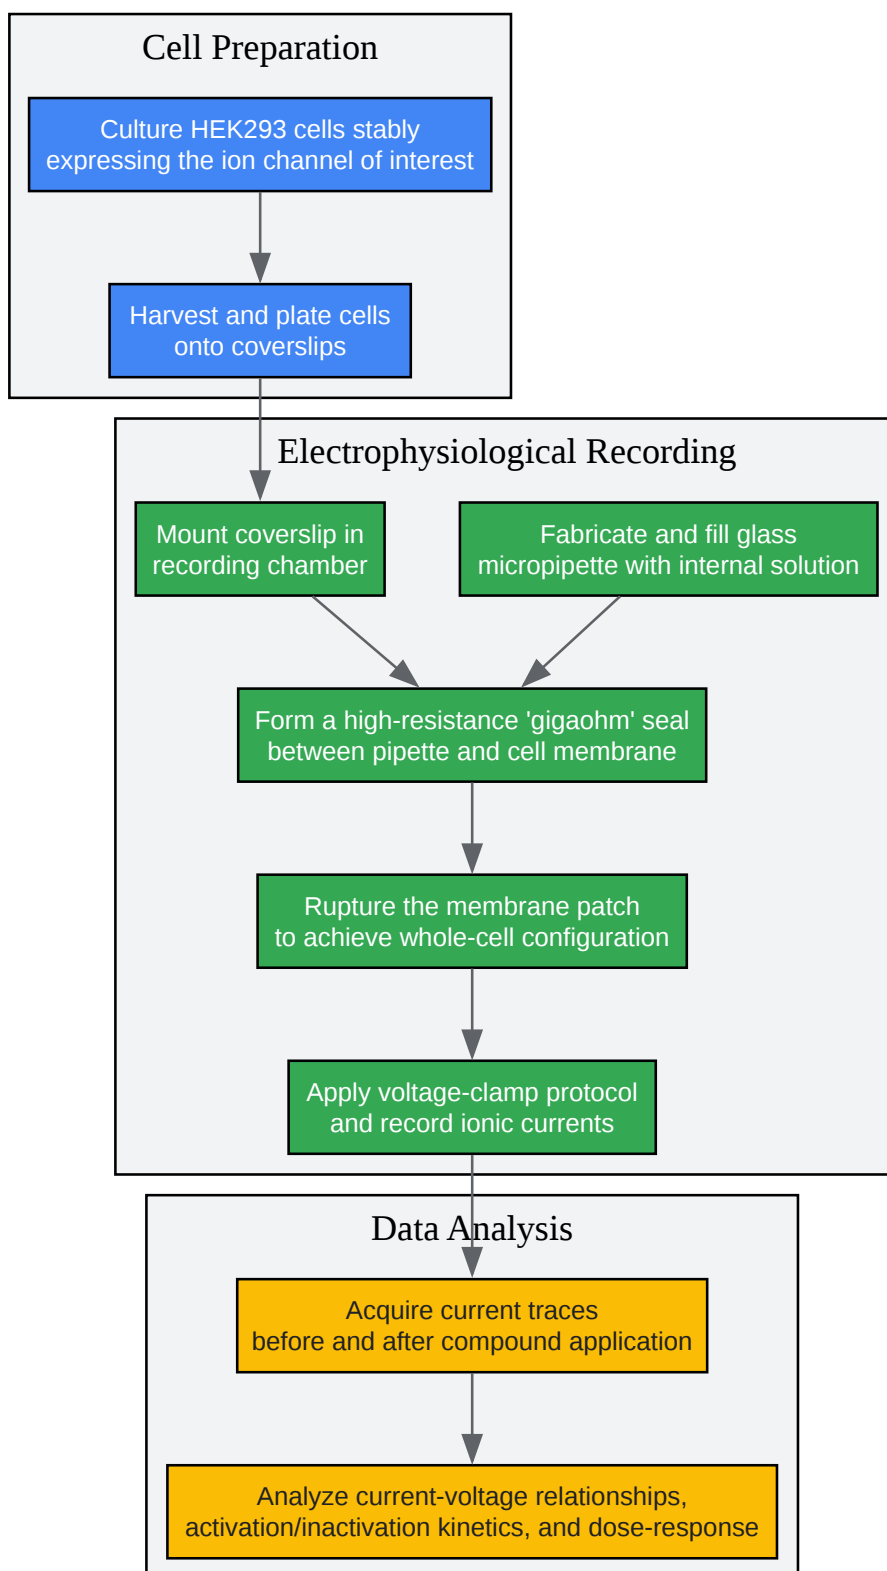 Cell Preparation
Culture HEK293 cells stably
expressing the ion channel of interest
Harvest and plate cells
onto coverslips
Electrophysiological Recording
Mount coverslip in
recording chamber
Fabricate and fill glass
micropipette with internal solution
Form a high-resistance 'gigaohm' seal
between pipette and cell membrane
Rupture the membrane patch
to achieve whole-cell configuration
Apply voltage-clamp protocol
and record ionic currents
Data Analysis
Acquire current traces
before and after compound application
Analyze current-voltage relationships,
activation/inactivation kinetics, and dose-response